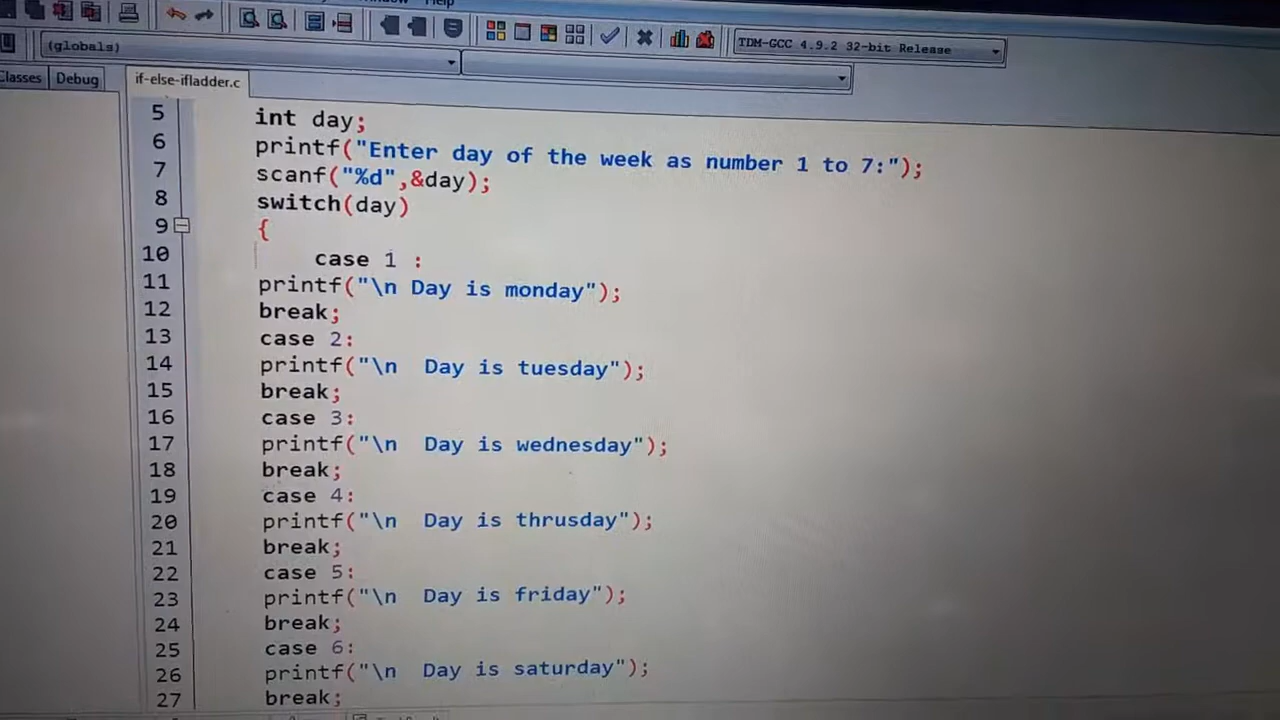 Help
(globals)
TDM-GCC 4.9.2 32-bit Release
Classes Debug if-else-ifladder.c
5 int day;
6 printf("Enter day of the week as number 1 to 7:");
7 scanf("%d",&day);
8 switch(day)
9 {
10 case 1 :
11 printf("\n Day is monday");
12 break;
13 case 2:
14 printf("\n  Day is tuesday");
15 break;
16 case 3:
17 printf("\n  Day is wednesday");
18 break;
19 case 4:
20 printf("\n  Day is thrusday");
21 break;
22 case 5:
23 printf("\n  Day is friday");
24 break;
25 case 6:
26 printf("\n  Day is saturday");
27 break;